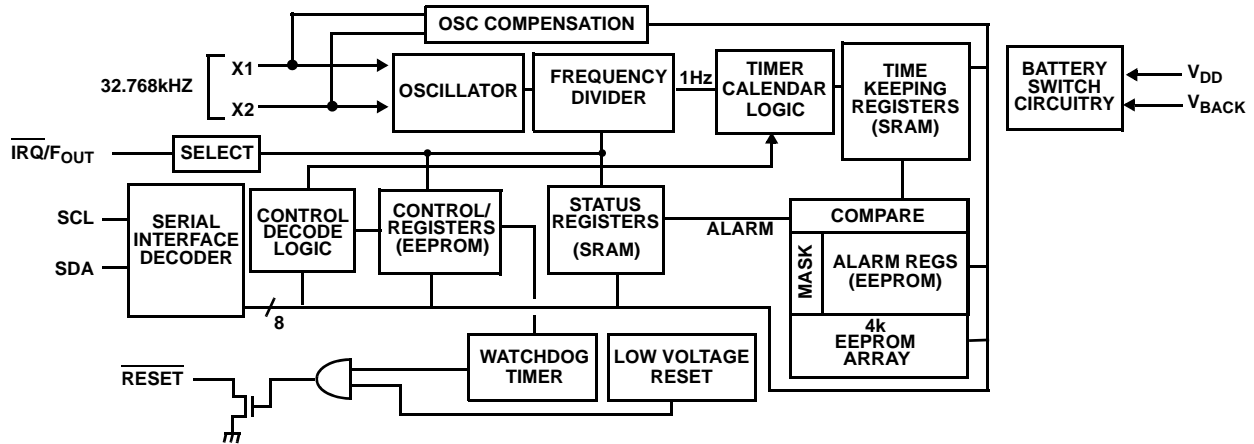 OSC COMPENSATION
32.768kHZ
X1
X2
OSCILLATOR
FREQUENCY
DIVIDER
1Hz
TIMER
CALENDAR
LOGIC
TIME
KEEPING
REGISTERS
(SRAM)
BATTERY
SWITCH
CIRCUITRY
VDD
VBACK
IRQ/FOUT
SELECT
SCL
SDA
SERIAL
INTERFACE
DECODER
CONTROL
DECODE
LOGIC
CONTROL/
REGISTERS
(EEPROM)
STATUS
REGISTERS
(SRAM)
ALARM
COMPARE
MASK
ALARM REGS
(EEPROM)
4k
EEPROM
ARRAY
8
WATCHDOG
TIMER
LOW VOLTAGE
RESET
RESET